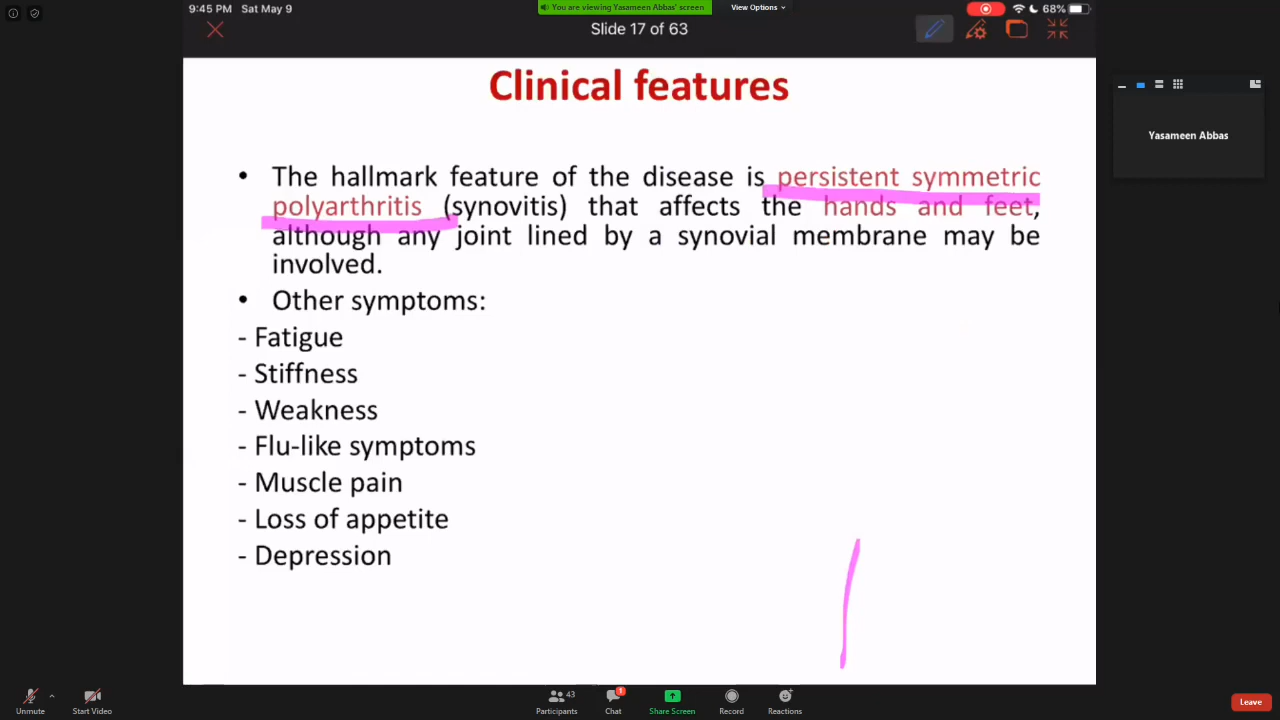 9:45 PM Sat May 9
You are viewing Yasameen Abbas' screen
View Options
68%
Slide 17 of 63
Clinical features
• The hallmark feature of the disease is persistent symmetric
polyarthritis (synovitis) that affects the hands and feet,
although any joint lined by a synovial membrane may be
involved.
• Other symptoms:
- Fatigue
- Stiffness
- Weakness
- Flu-like symptoms
- Muscle pain
- Loss of appetite
- Depression
Yasameen Abbas
Unmute
Start Video
43
Participants
1
Chat
Share Screen
Record
Reactions
Leave